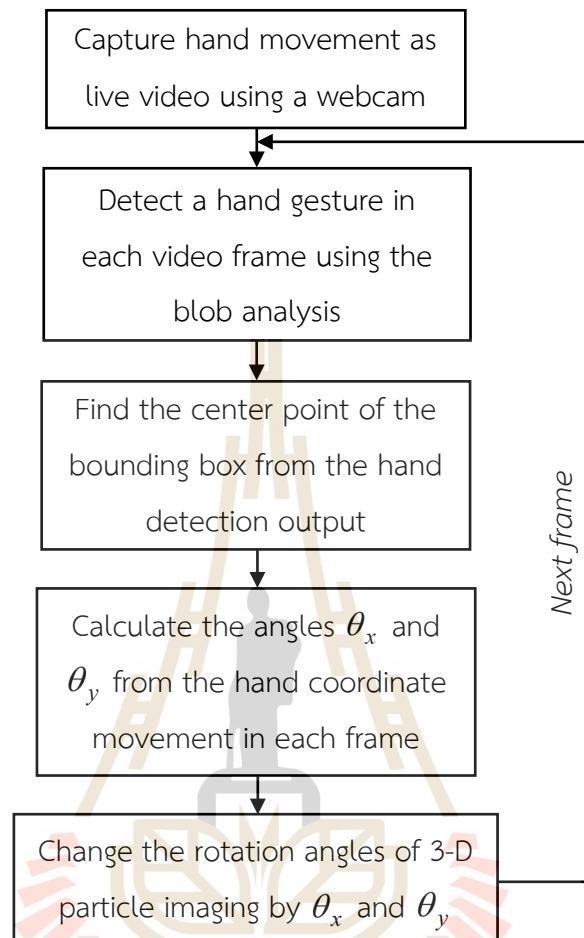 Capture hand movement as
live video using a webcam
Detect a hand gesture in
each video frame using the
blob analysis
Find the center point of the
bounding box from the hand
detection output
Calculate the angles θₓ and
θᵧ from the hand coordinate
movement in each frame
Change the rotation angles of 3-D
particle imaging by θₓ and θᵧ
Next frame